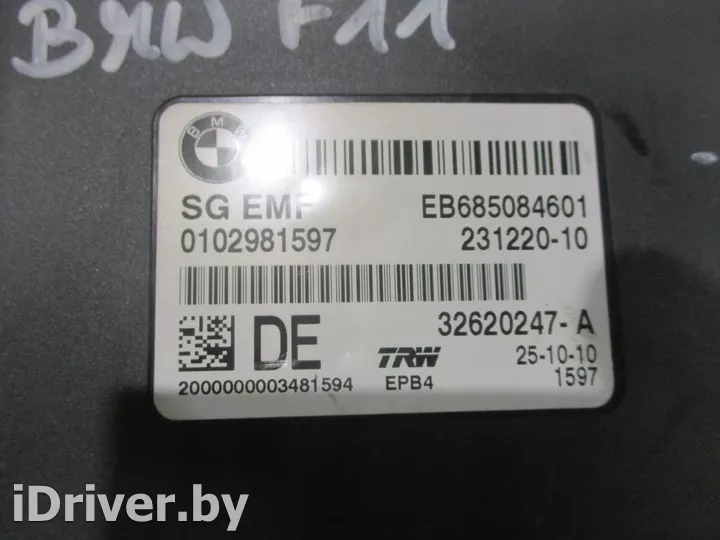 BMW F11
BMW
SG EMF EB685084601
0102981597 231220-10
32620247-A
DE TRW 25-10-10
2000000003481594 EPB4 1597
iDriver.by